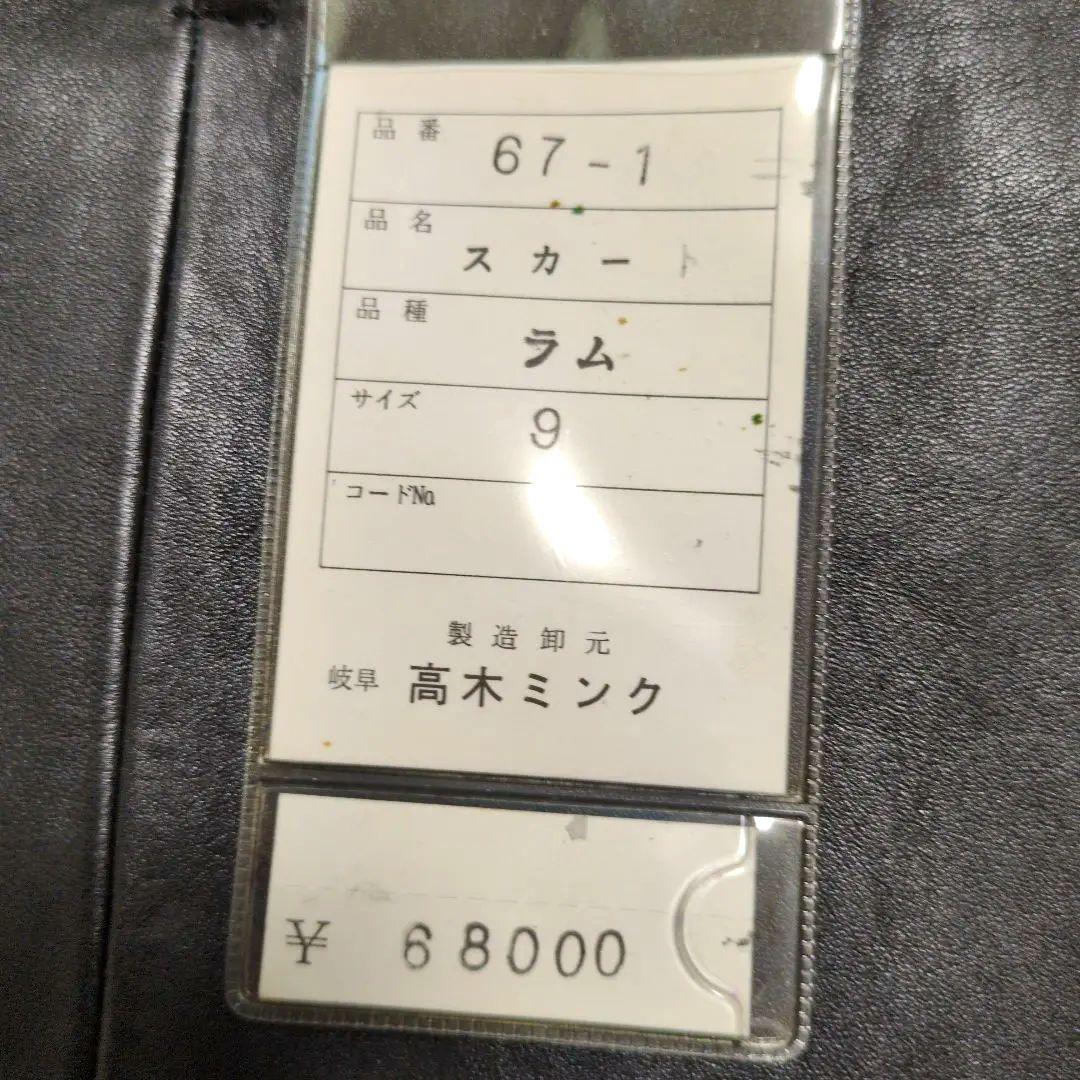 品番 67-1
品名 スカート
品種 ラム
サイズ 9
コードNo.
製造卸元
岐阜 高木ミンク
¥ 68000